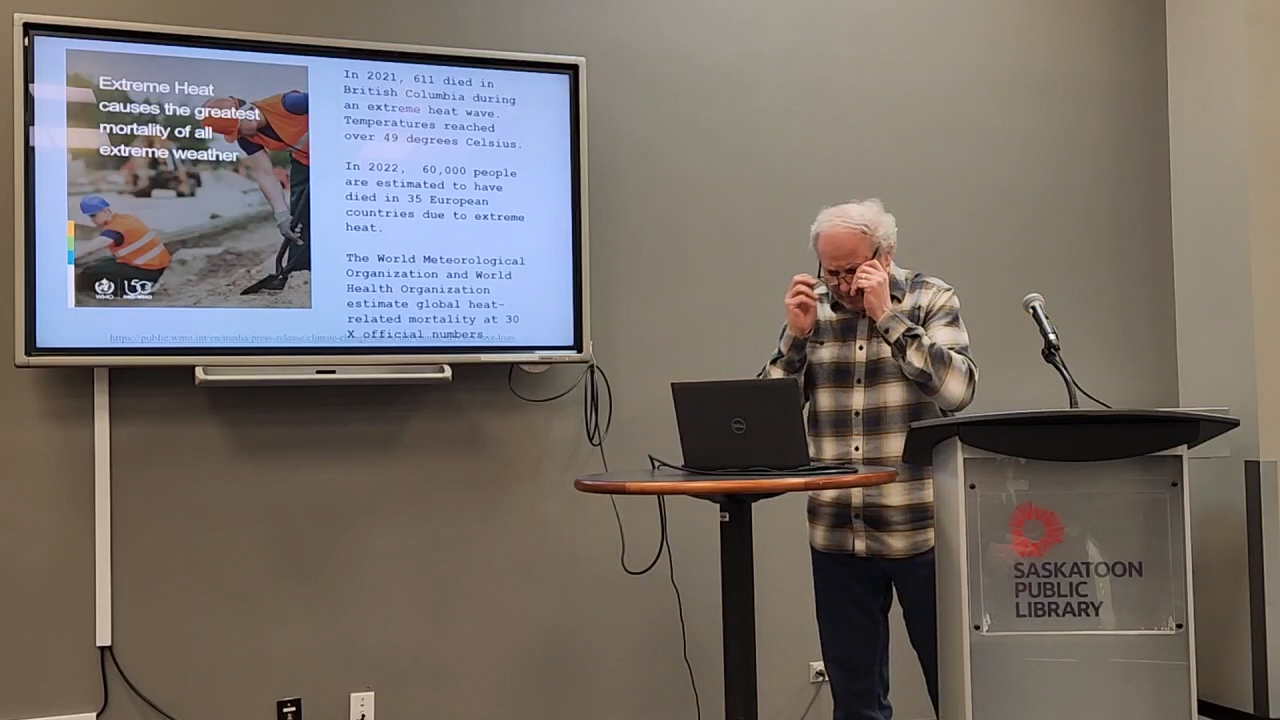 Extreme Heat
causes the greatest
mortality of all
extreme weather
WHO
In 2021, 611 died in
British Columbia during
an extreme heat wave.
Temperatures reached
over 49 degrees Celsius.
In 2022, 60,000 people
are estimated to have
died in 35 European
countries due to extreme
heat.
The World Meteorological
Organization and World
Health Organization
estimate global heat-
related mortality at 30
X official numbers.
DELL
SASKATOON
PUBLIC
LIBRARY